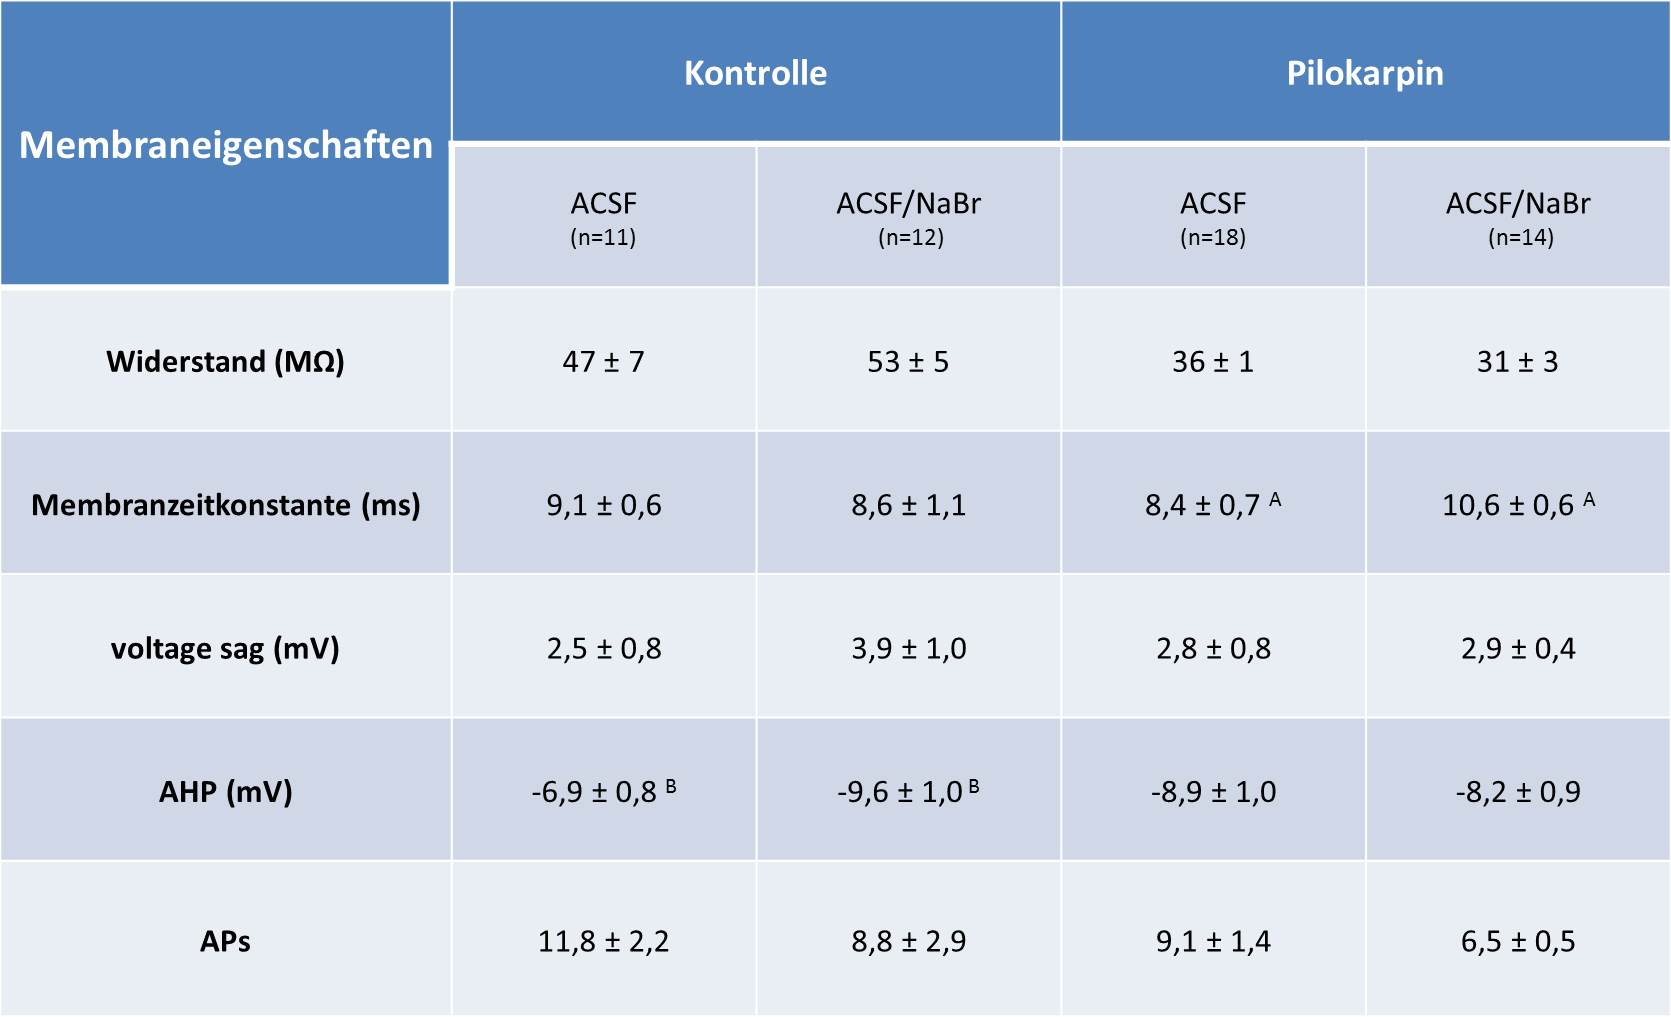 Membraneigenschaften
Kontrolle
Pilokarpin
ACSF
(n=11)
ACSF/NaBr
(n=12)
ACSF
(n=18)
ACSF/NaBr
(n=14)
Widerstand (MΩ) 47 ± 7 53 ± 5 36 ± 1 31 ± 3
Membranzeitkonstante (ms) 9,1 ± 0,6 8,6 ± 1,1 8,4 ± 0,7 ᴬ 10,6 ± 0,6 ᴬ
voltage sag (mV) 2,5 ± 0,8 3,9 ± 1,0 2,8 ± 0,8 2,9 ± 0,4
AHP (mV) -6,9 ± 0,8 ᴮ -9,6 ± 1,0 ᴮ -8,9 ± 1,0 -8,2 ± 0,9
APs 11,8 ± 2,2 8,8 ± 2,9 9,1 ± 1,4 6,5 ± 0,5